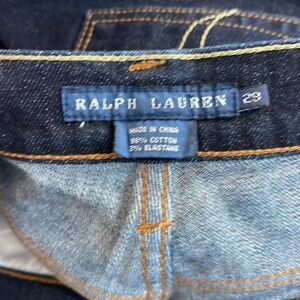 RALPH LAUREN 29
MADE IN CHINA
98% COTTON
2% ELASTANE